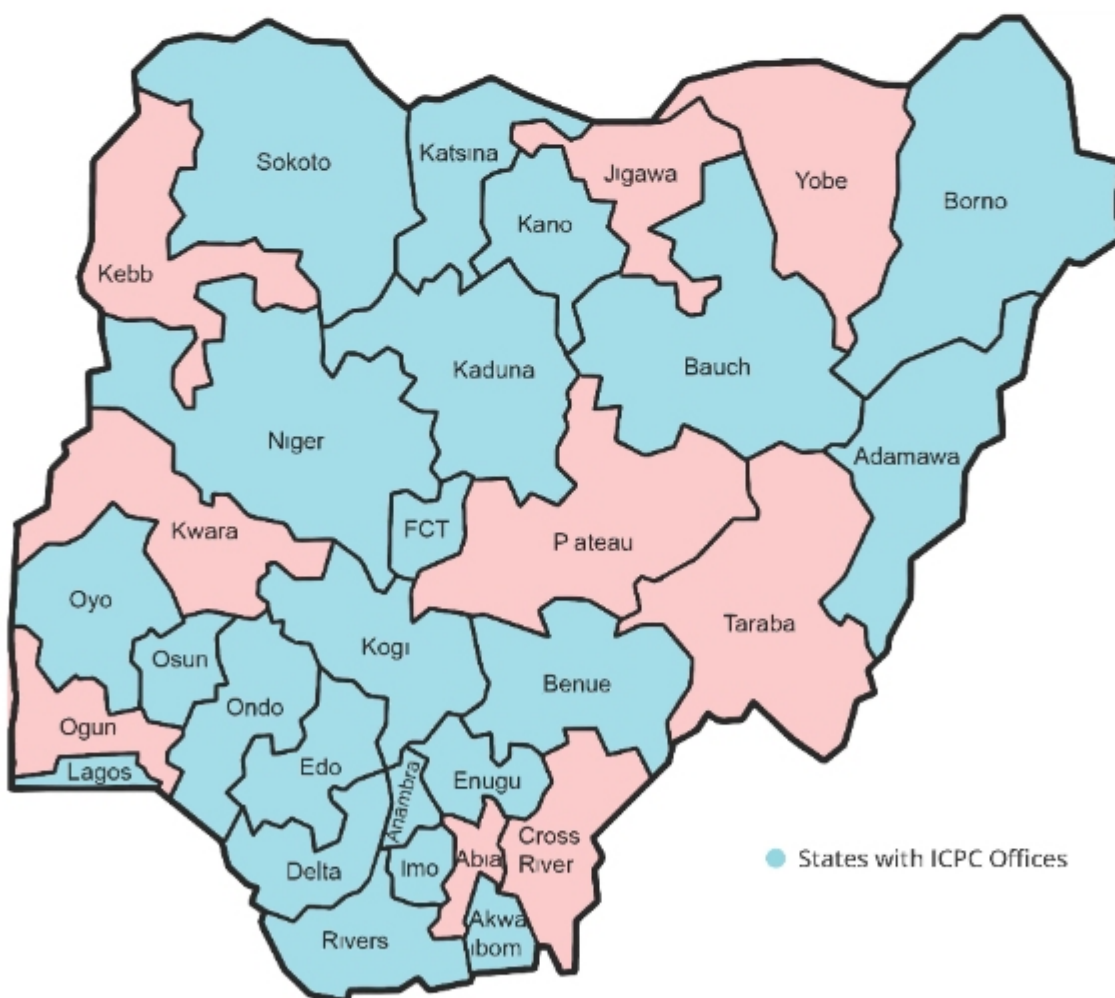 Sokoto
Katsına
Jıgawa
Yobe
Borno
Kano
Kebb
Kaduna
Bauch
Nıger
Adamawa
FCT
Kwara
P ateau
Oyo
Taraba
Kogı
Osun
Benue
Ondo
Ogun
Lagos
Edo
Enugu
Anambra
Cross
River
Abıa
Imo
Delta
States with ICPC Offices
Akwa
ıbom
Rıvers